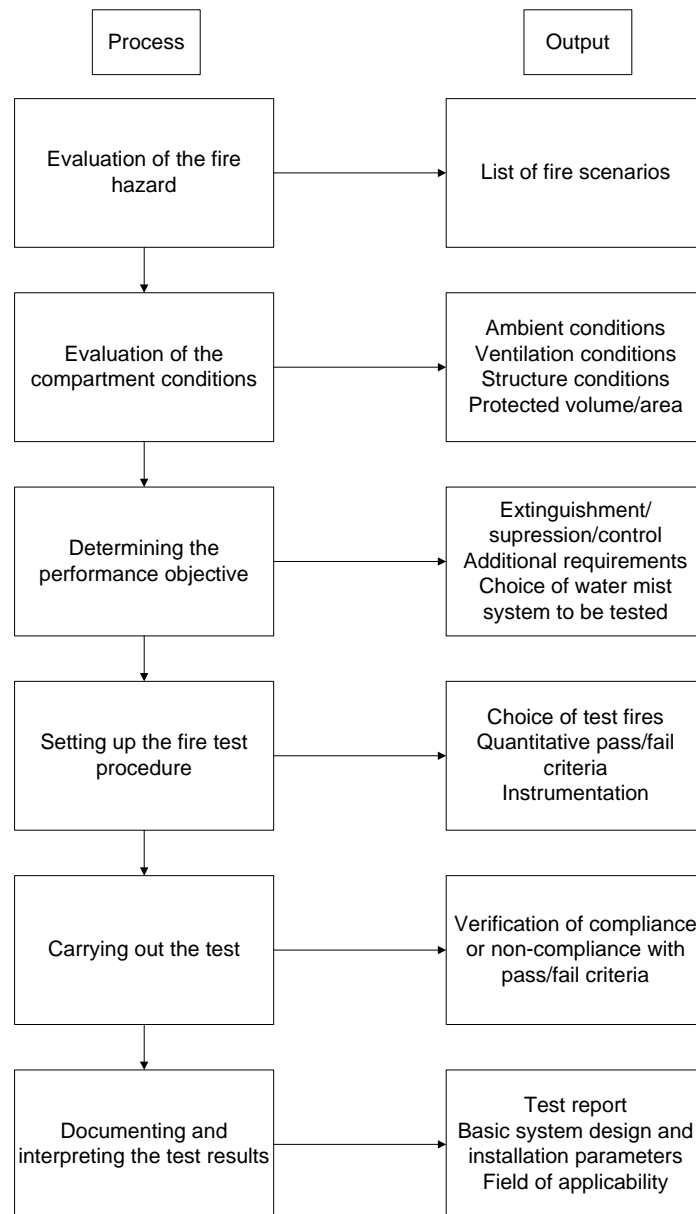 Process
Output
Evaluation of the fire
hazard
List of fire scenarios
Evaluation of the
compartment conditions
Ambient conditions
Ventilation conditions
Structure conditions
Protected volume/area
Determining the
performance objective
Extinguishment/
supression/control
Additional requirements
Choice of water mist
system to be tested
Setting up the fire test
procedure
Choice of test fires
Quantitative pass/fail
criteria
Instrumentation
Carrying out the test
Verification of compliance
or non-compliance with
pass/fail criteria
Documenting and
interpreting the test results
Test report
Basic system design and
installation parameters
Field of applicability